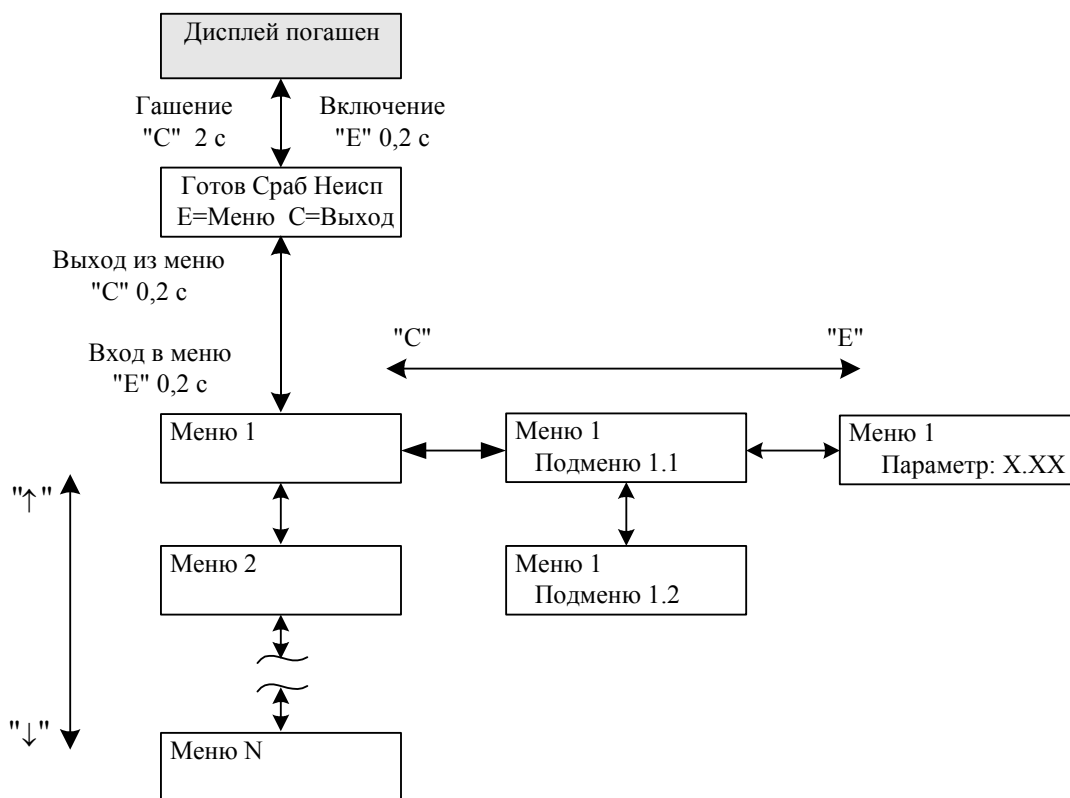 Дисплей погашен
Гашение
"С" 2 с
Включение
"Е" 0,2 с
Готов Сраб Неисп
Е=Меню С=Выход
Выход из меню
"С" 0,2 с
Вход в меню
"Е" 0,2 с
"С"
"Е"
Меню 1
Меню 1
Подменю 1.1
Меню 1
Параметр: X.XX
"↑"
Меню 2
Меню 1
Подменю 1.2
"↓"
Меню N